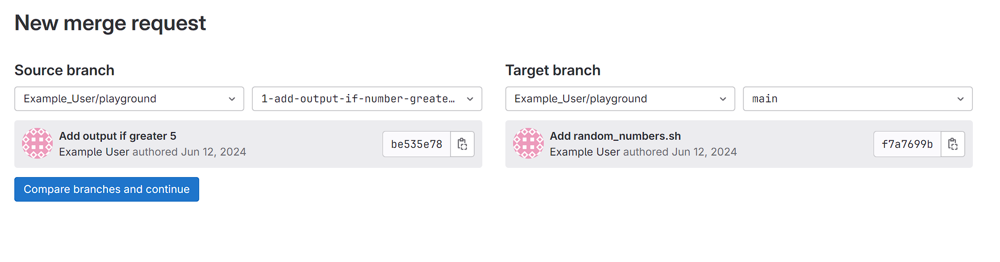 New merge request
Source branch
Example_User/playground
1-add-output-if-number-greate…
Add output if greater 5
Example User authored Jun 12, 2024
be535e78
Target branch
Example_User/playground
main
Add random_numbers.sh
Example User authored Jun 12, 2024
f7a7699b
Compare branches and continue